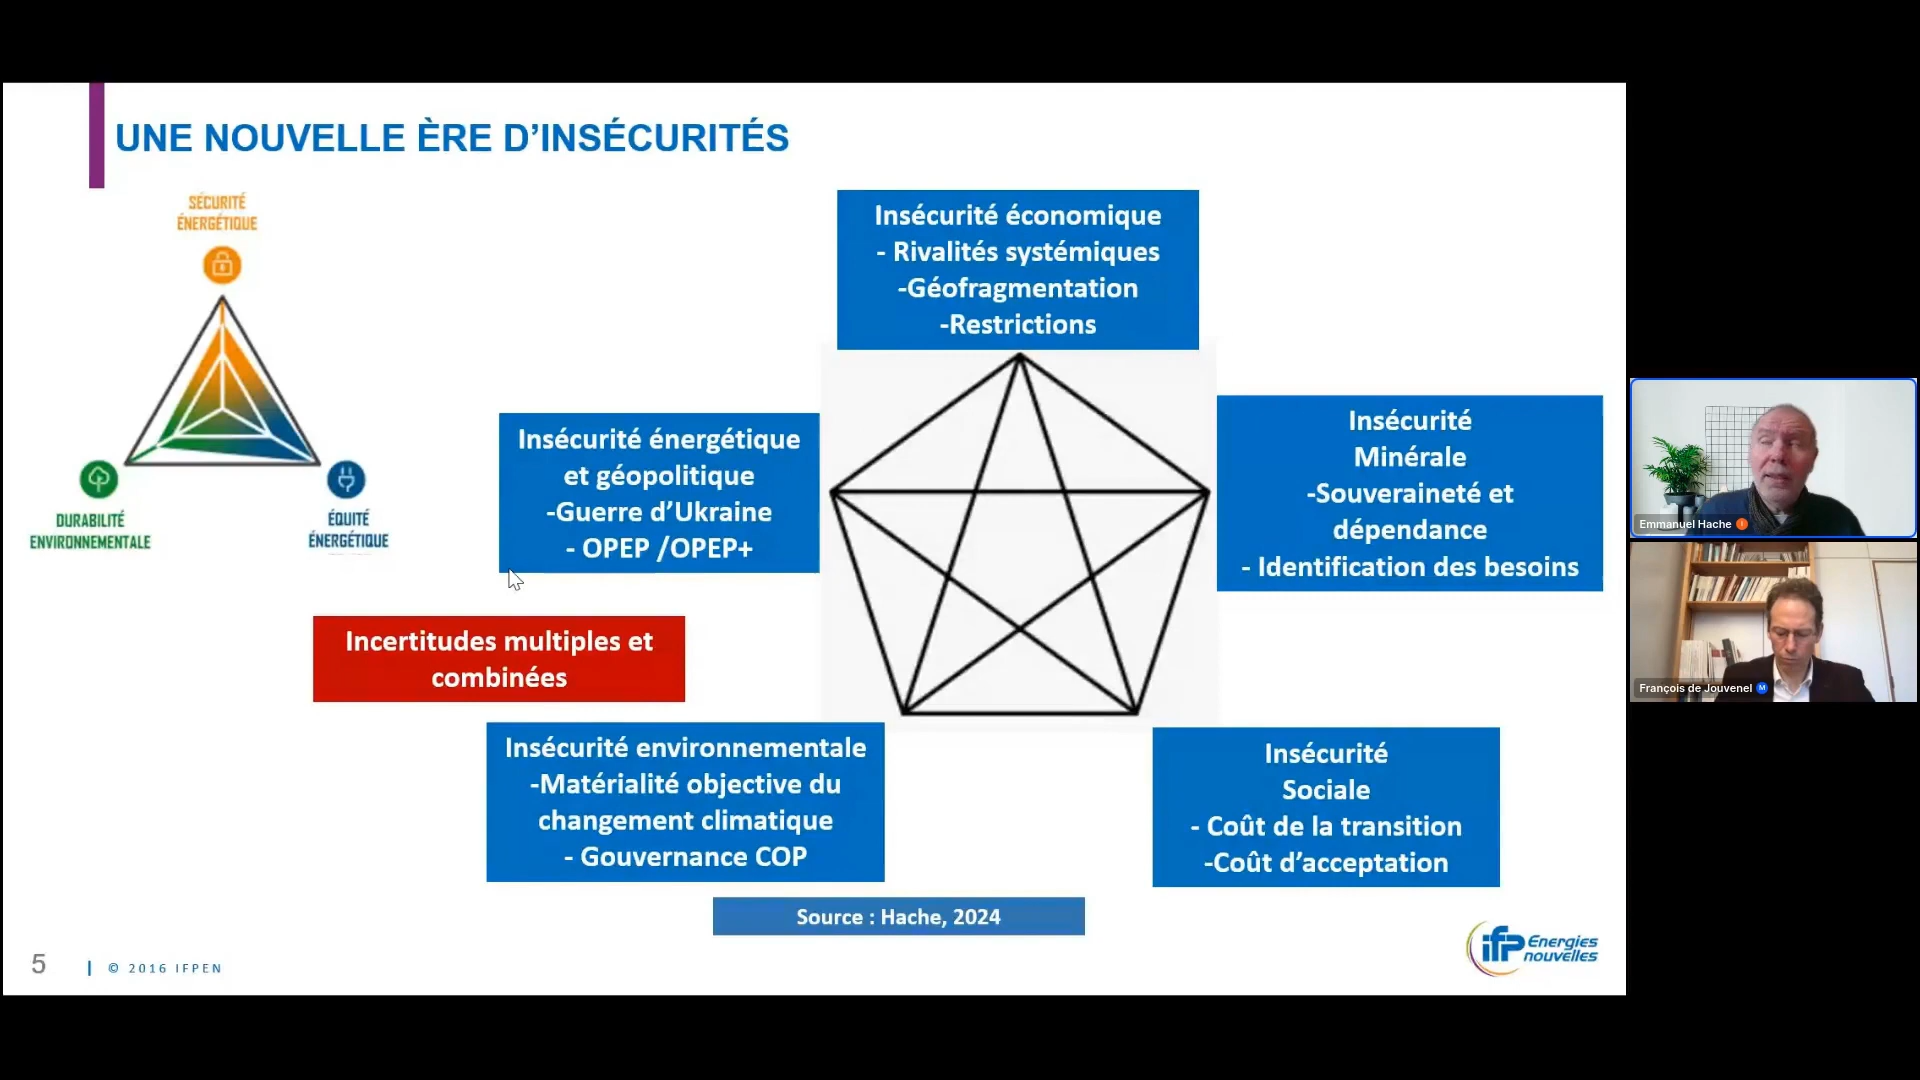 UNE NOUVELLE ÈRE D’INSÉCURITÉS
SÉCURITÉ
ÉNERGÉTIQUE
DURABILITÉ
ENVIRONNEMENTALE
ÉQUITÉ
ÉNERGÉTIQUE
Insécurité économique
- Rivalités systémiques
-Géofragmentation
-Restrictions
Insécurité énergétique
et géopolitique
-Guerre d’Ukraine
- OPEP /OPEP+
Insécurité
Minérale
-Souveraineté et
dépendance
- Identification des besoins
Incertitudes multiples et
combinées
Insécurité environnementale
-Matérialité objective du
changement climatique
- Gouvernance COP
Insécurité
Sociale
- Coût de la transition
-Coût d’acceptation
Source : Hache, 2024
5
© 2016 IFPEN
ifp Energies
nouvelles
Emmanuel Hache
François de Jouvenel M